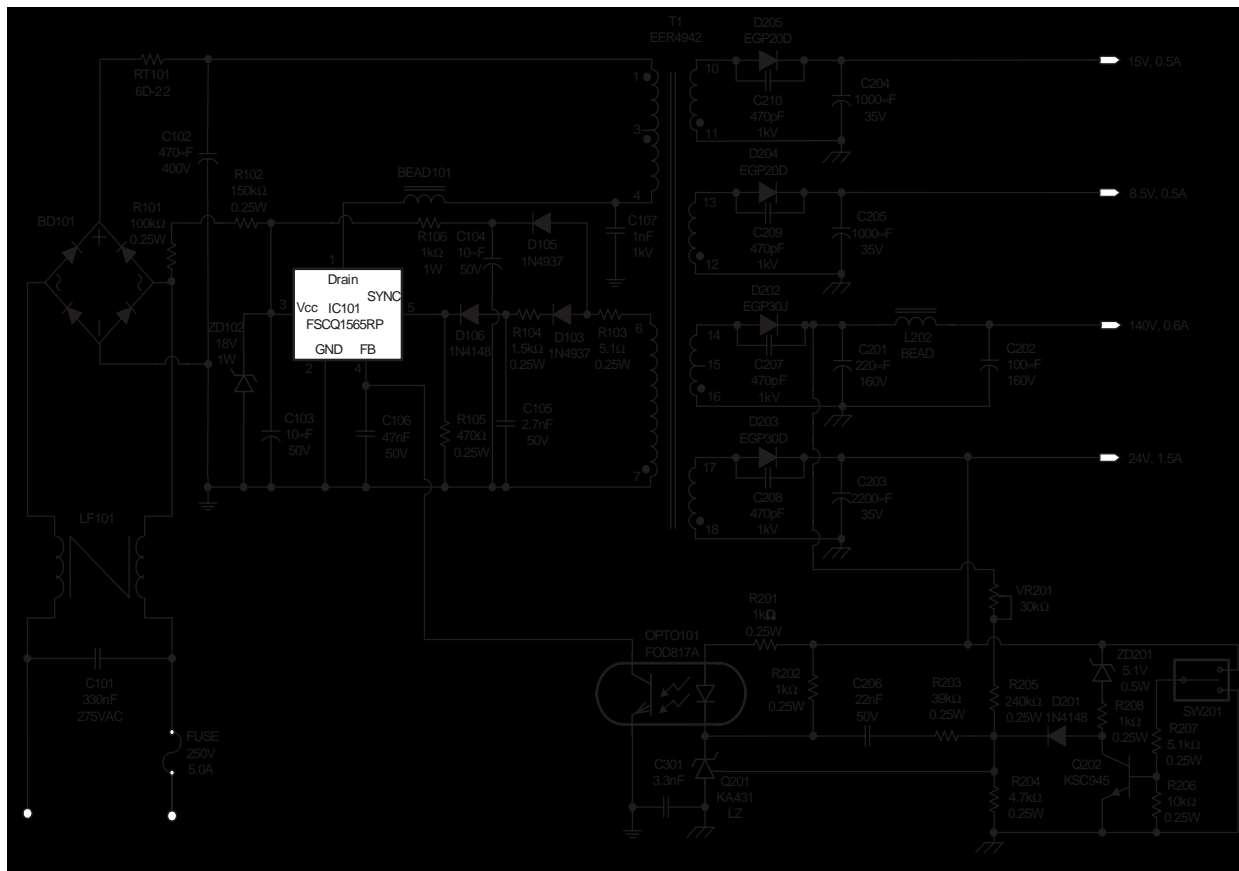 T1
EER4942
D205
EGP20D
RT101
6D-22
C102
470∞F
400V
1
3
4
10
11
C210
470pF
1kV
C204
1000∞F
35V
15V, 0.5A
BD101
R101
100kΩ
0.25W
R102
150kΩ
0.25W
BEAD101
R106
1kΩ
1W
C104
10∞F
50V
D105
1N4937
C107
1nF
1kV
D204
EGP20D
13
12
C209
470pF
1kV
C205
1000∞F
35V
8.5V, 0.5A
1
Drain
SYNC
3
Vcc
IC101
5
FSCQ1565RP
GND
FB
2
4
ZD102
18V
1W
D106
1N4148
R104
1.5kΩ
0.25W
D103
1N4937
R103
5.1Ω
0.25W
6
7
D202
EGP30J
14
15
16
C207
470pF
1kV
C201
220∞F
160V
L202
BEAD
C202
100∞F
160V
140V, 0.6A
C103
10∞F
50V
C106
47nF
50V
R105
470Ω
0.25W
C105
2.7nF
50V
D203
EGP30D
17
18
C208
470pF
1kV
C203
2200∞F
35V
24V, 1.5A
LF101
C101
330nF
275VAC
FUSE
250V
5.0A
OPTO101
FOD817A
R201
1kΩ
0.25W
VR201
30kΩ
R202
1kΩ
0.25W
C206
22nF
50V
R203
39kΩ
0.25W
R205
240kΩ
0.25W
D201
1N4148
ZD201
5.1V
0.5W
R208
1kΩ
0.25W
SW201
R207
5.1kΩ
0.25W
C301
3.3nF
Q201
KA431
LZ
R204
4.7kΩ
0.25W
Q202
KSC945
R206
10kΩ
0.25W